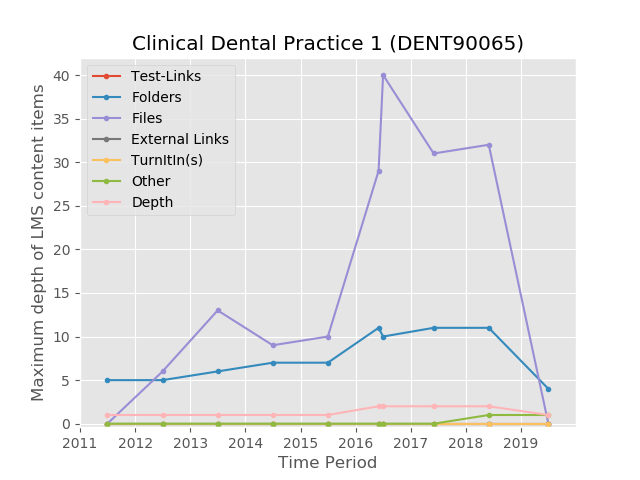 Clinical Dental Practice 1 (DENT90065)
Maximum depth of LMS content items
40
35
30
25
20
15
10
5
0
Test-Links
Folders
Files
External Links
TurnItIn(s)
Other
Depth
2011 2012 2013 2014 2015 2016 2017 2018 2019
Time Period